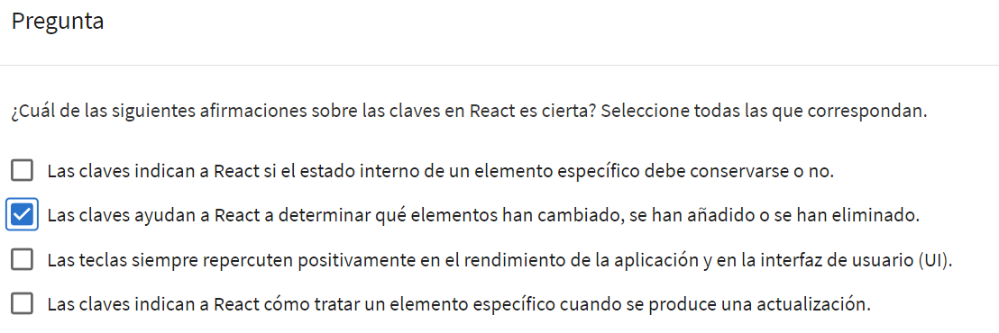 Pregunta
¿Cuál de las siguientes afirmaciones sobre las claves en React es cierta? Seleccione todas las que correspondan.
Las claves indican a React si el estado interno de un elemento específico debe conservarse o no.
Las claves ayudan a React a determinar qué elementos han cambiado, se han añadido o se han eliminado.
Las teclas siempre repercuten positivamente en el rendimiento de la aplicación y en la interfaz de usuario (UI).
Las claves indican a React cómo tratar un elemento específico cuando se produce una actualización.